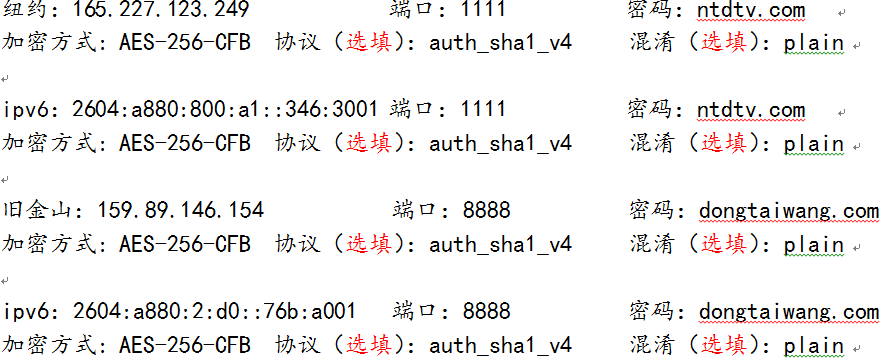 纽约：165.227.123.249 端口：1111 密码：ntdtv.com
加密方式：AES-256-CFB 协议（选填）：auth_sha1_v4 混淆（选填）：plain
ipv6：2604:a880:800:a1::346:3001 端口：1111 密码：ntdtv.com
加密方式：AES-256-CFB 协议（选填）：auth_sha1_v4 混淆（选填）：plain
旧金山：159.89.146.154 端口：8888 密码：dongtaiwang.com
加密方式：AES-256-CFB 协议（选填）：auth_sha1_v4 混淆（选填）：plain
ipv6：2604:a880:2:d0::76b:a001 端口：8888 密码：dongtaiwang.com
加密方式：AES-256-CFB 协议（选填）：auth_sha1_v4 混淆（选填）：plain